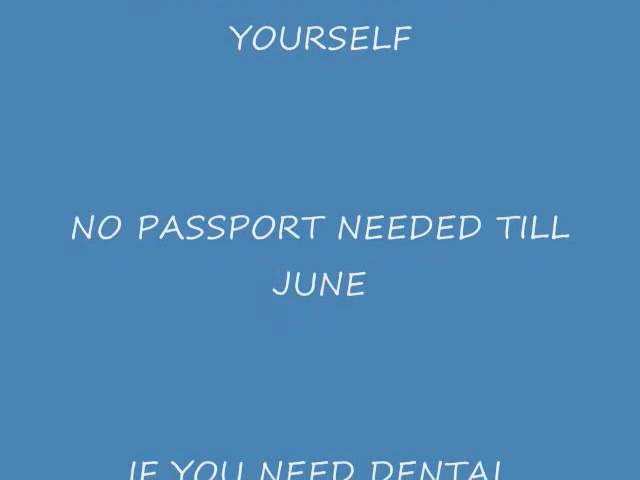 YOURSELF
NO PASSPORT NEEDED TILL
JUNE
IF YOU NEED DENTAL